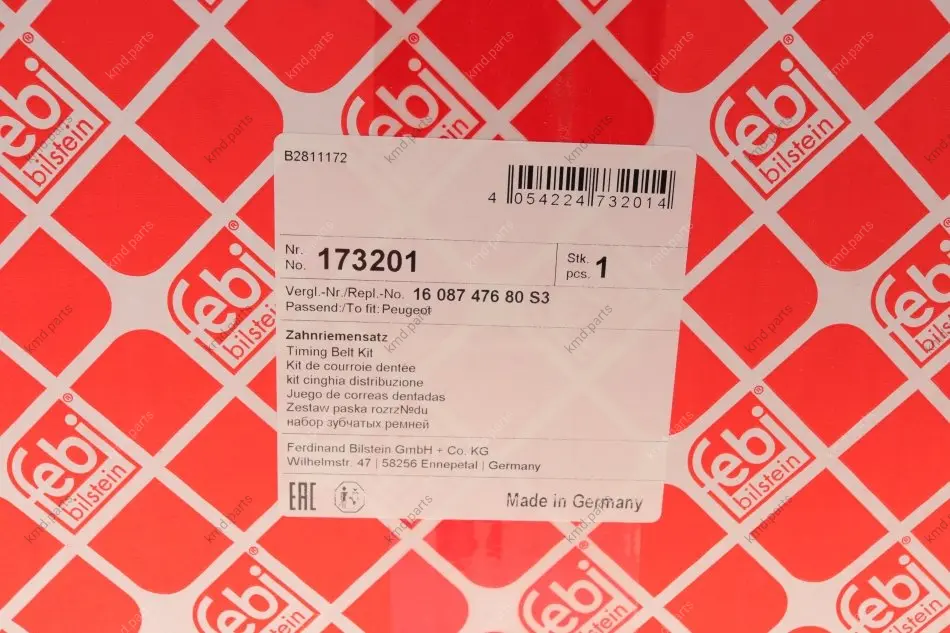 B2811172
4 054224 732014
Nr.
No. 173201
Stk.
pcs. 1
Vergl.-Nr./Repl.-No. 16 087 476 80 S3
Passend:/To fit: Peugeot
Zahnriemensatz
Timing Belt Kit
Kit de courroie dentée
kit cinghia distribuzione
Juego de correas dentadas
Zestaw paska rozrz№du
набор зубчатых ремней
Ferdinand Bilstein GmbH + Co. KG
Wilhelmstr. 47 | 58256 Ennepetal | Germany
EAC
Made in Germany
febi
bilstein
kmd.parts